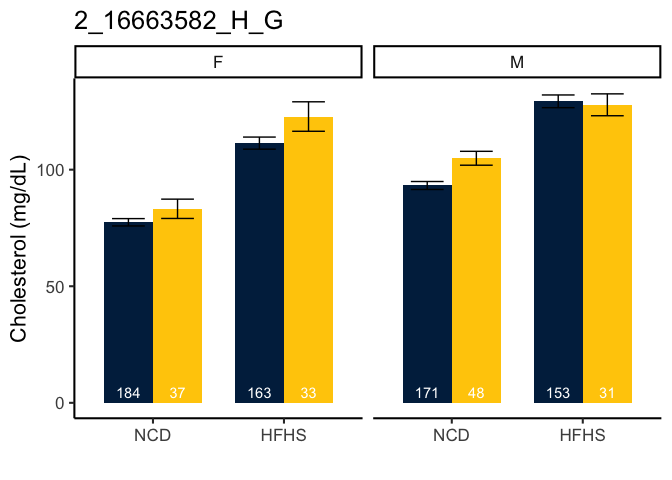 2_16663582_H_G
F M
Cholesterol (mg/dL)
100
50
0
184 37 163 33 171 48 153 31
NCD HFHS NCD HFHS